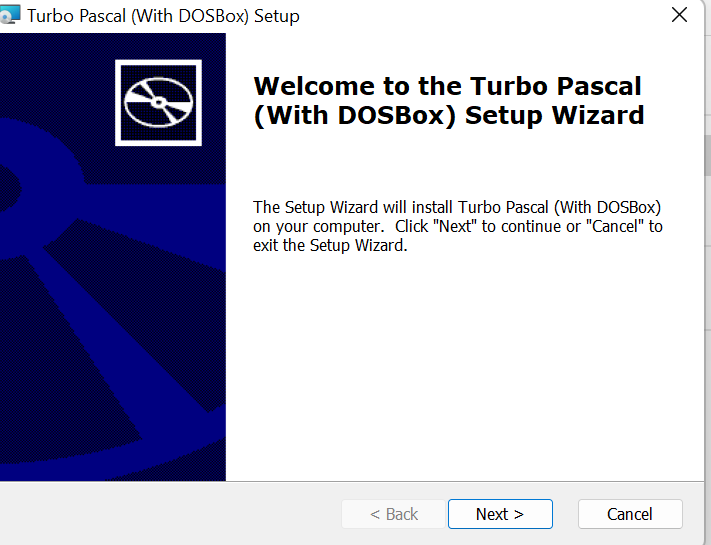 Turbo Pascal (With DOSBox) Setup
Welcome to the Turbo Pascal
(With DOSBox) Setup Wizard
The Setup Wizard will install Turbo Pascal (With DOSBox)
on your computer.  Click "Next" to continue or "Cancel" to
exit the Setup Wizard.
< Back
Next >
Cancel